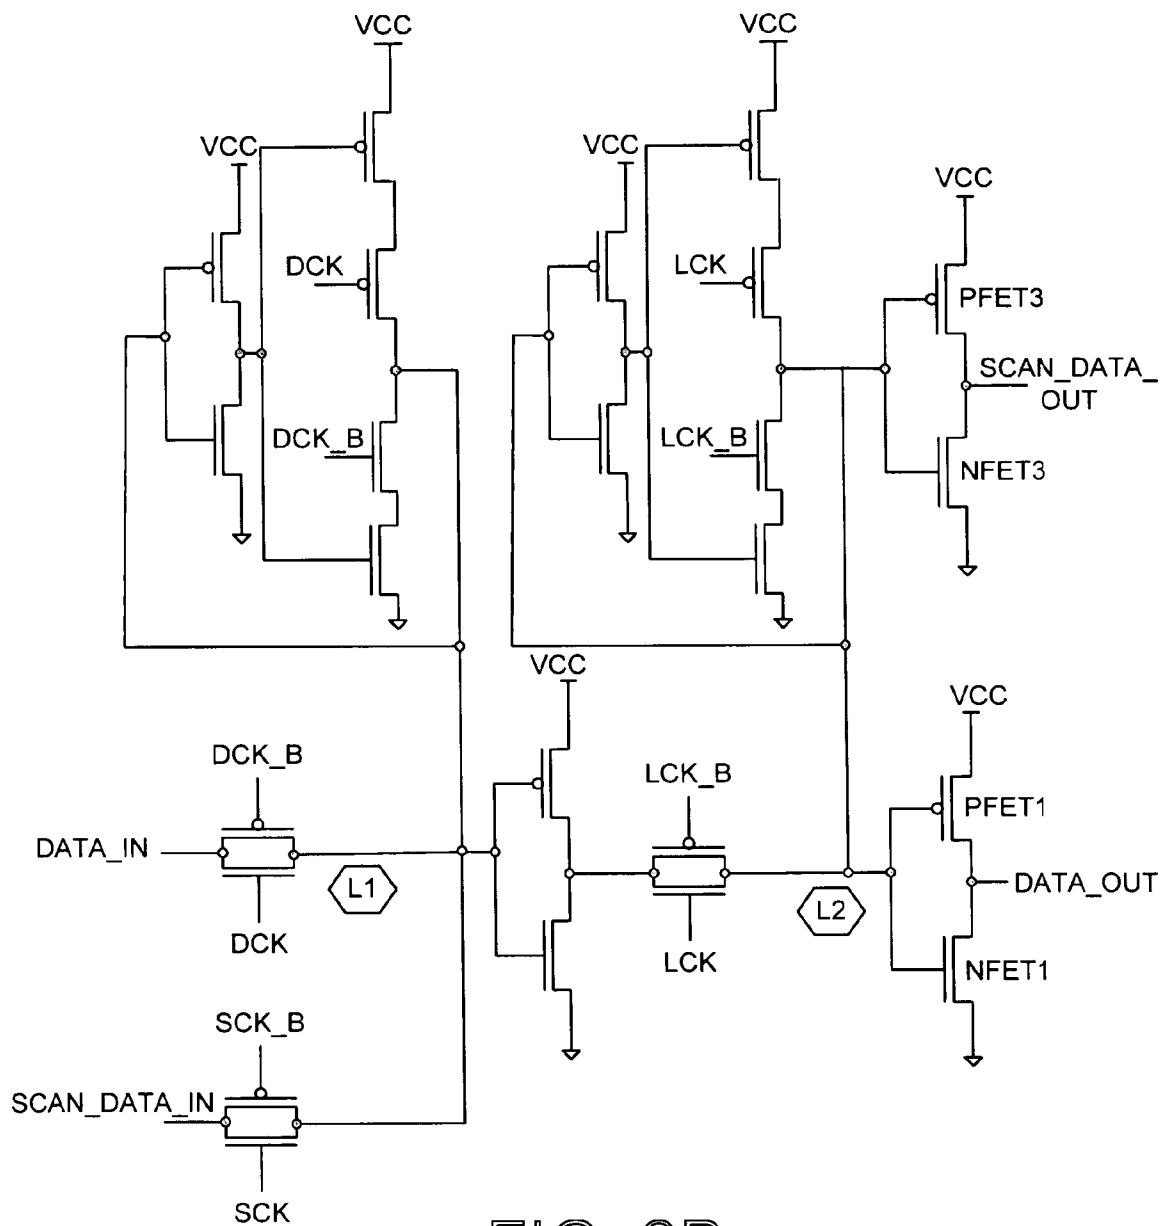 VCC
VCC
VCC
VCC
VCC
DCK
LCK
PFET3
SCAN_DATA_
OUT
DCK_B
LCK_B
NFET3
VCC
VCC
DCK_B
LCK_B
PFET1
DATA_IN
L1
L2
DATA_OUT
DCK
LCK
NFET1
SCK_B
SCAN_DATA_IN
SCK